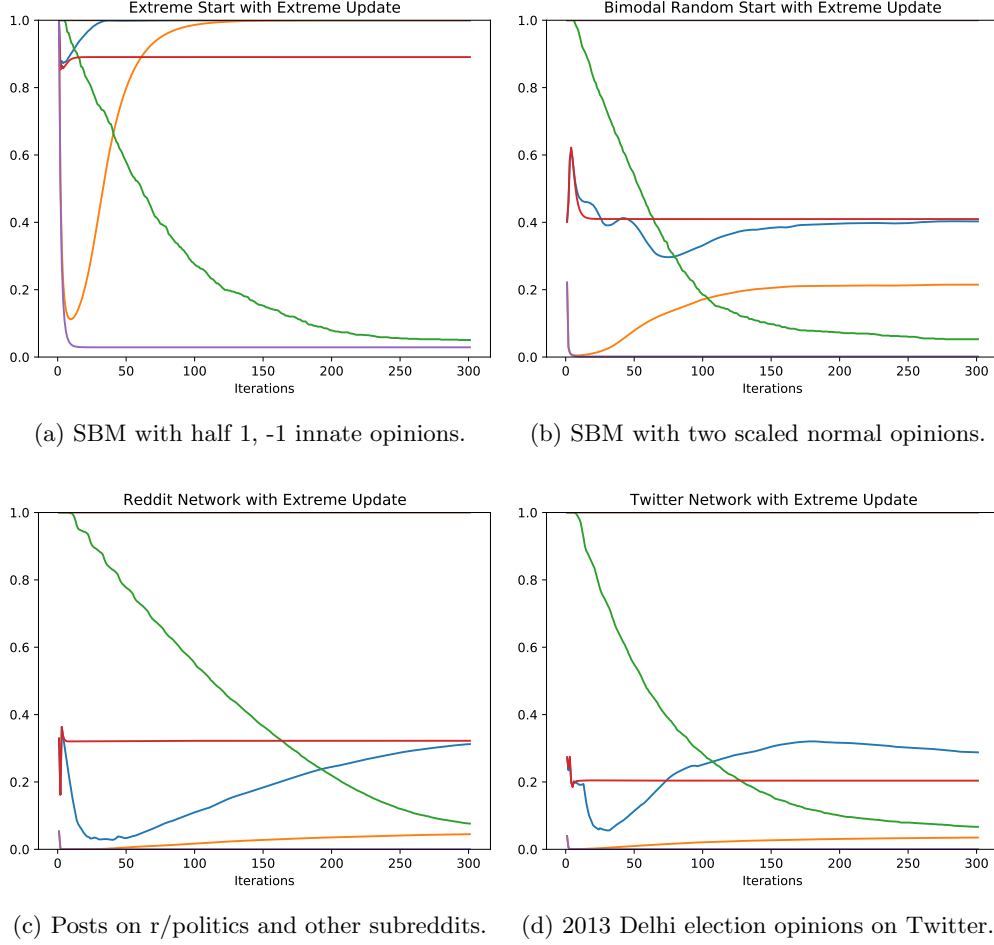 Extreme Start with Extreme Update
1.0
0.8
0.6
0.4
0.2
0.0
0 50 100 150 200 250 300
Iterations
(a) SBM with half 1, -1 innate opinions.
Bimodal Random Start with Extreme Update
1.0
0.8
0.6
0.4
0.2
0.0
0 50 100 150 200 250 300
Iterations
(b) SBM with two scaled normal opinions.
Reddit Network with Extreme Update
1.0
0.8
0.6
0.4
0.2
0.0
0 50 100 150 200 250 300
Iterations
(c) Posts on r/politics and other subreddits.
Twitter Network with Extreme Update
1.0
0.8
0.6
0.4
0.2
0.0
0 50 100 150 200 250 300
Iterations
(d) 2013 Delhi election opinions on Twitter.